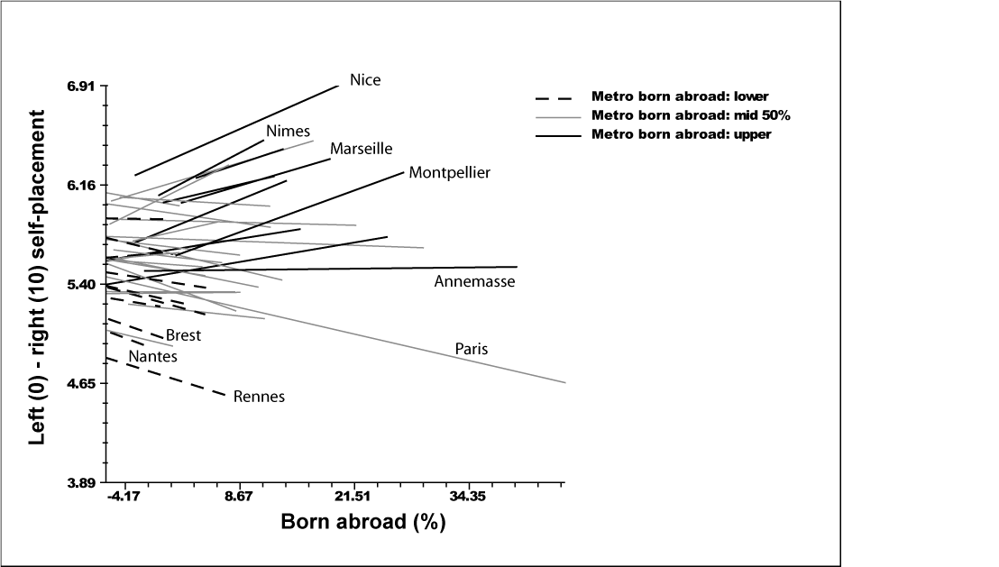 Nice
6.91
Metro born abroad: lower
Metro born abroad: mid 50%
Metro born abroad: upper
Nimes
Marseille
Montpellier
6.16
5.40
Annemasse
Brest
Paris
Nantes
4.65
Rennes
3.89
-4.17 8.67 21.51 34.35
Born abroad (%)
Left (0) - right (10) self-placement